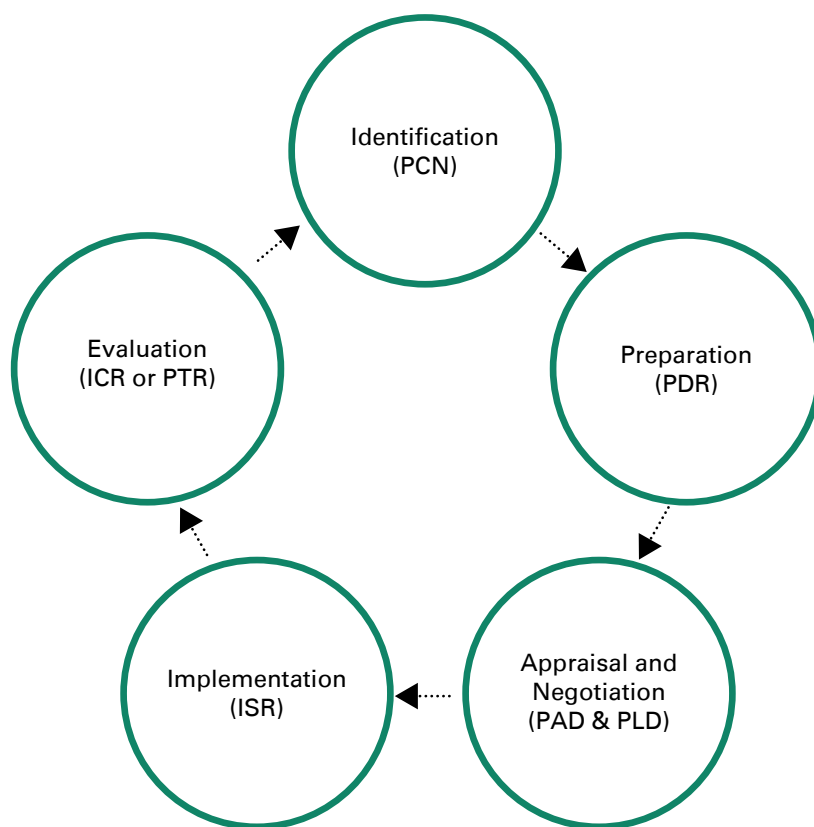 Identification
(PCN)
Preparation
(PDR)
Appraisal and
Negotiation
(PAD & PLD)
Implementation
(ISR)
Evaluation
(ICR or PTR)